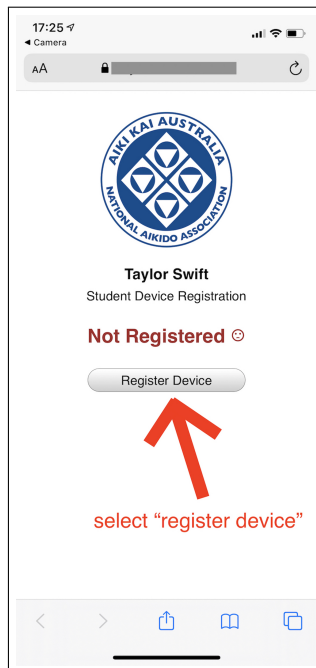 17:25
◀ Camera
AA
AIKI KAI AUSTRALIA
NATIONAL AIKIDO ASSOCIATION
Taylor Swift
Student Device Registration
Not Registered
Register Device
select “register device”